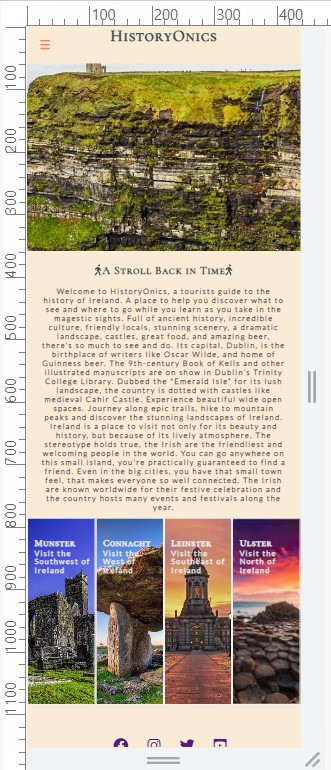 100 200 300 400
☰
HistoryOnics
100
200
300
400
500
600
700
800
900
1000
1100
A Stroll Back in Time
Welcome to HistoryOnics, a tourists guide to the
history of Ireland. A place to help you discover what to
see and where to go while you learn as you take in the
magestic sights. Full of ancient history, incredible
culture, friendly locals, stunning scenery, a dramatic
landscape, castles, great food, and amazing beer,
there's so much to see and do. Its capital, Dublin, is the
birthplace of writers like Oscar Wilde, and home of
Guinness beer. The 9th-century Book of Kells and other
illustrated manuscripts are on show in Dublin's Trinity
College Library. Dubbed the "Emerald Isle" for its lush
landscape, the country is dotted with castles like
medieval Cahir Castle. Experience beautiful wide open
spaces. Journey along epic trails, hike to mountain
peaks and discover the stunning landscapes of Ireland.
Ireland is a place to visit not only for its beauty and
history, but because of its lively atmosphere. The
stereotype holds true, the Irish are the friendliest and
welcoming people in the world. You can go anywhere on
this small island, you're practically guaranteed to find a
friend. Even in the big cities, you have that small town
feel, that makes everyone so well connected. The Irish
are known worldwide for their festive celebration and
the country hosts many events and festivals along the
year.
Munster
Visit the
Southwest of
Ireland
Connacht
Visit the
West of
Ireland
Leinster
Visit the
Southeast of
Ireland
Ulster
Visit the
North of
Ireland